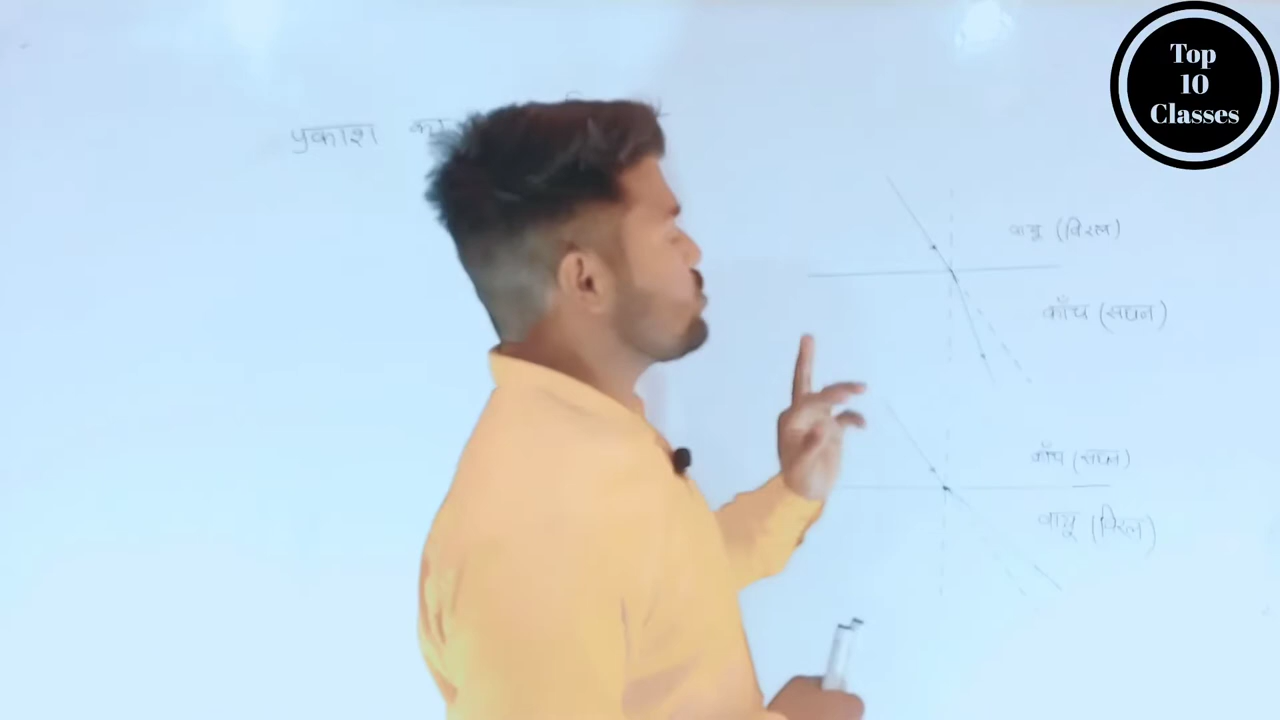 प्रकाश का
Top
10
Classes
वायु (विरल)
काँच (सघन)
काँच (सघन)
वायु (विरल)